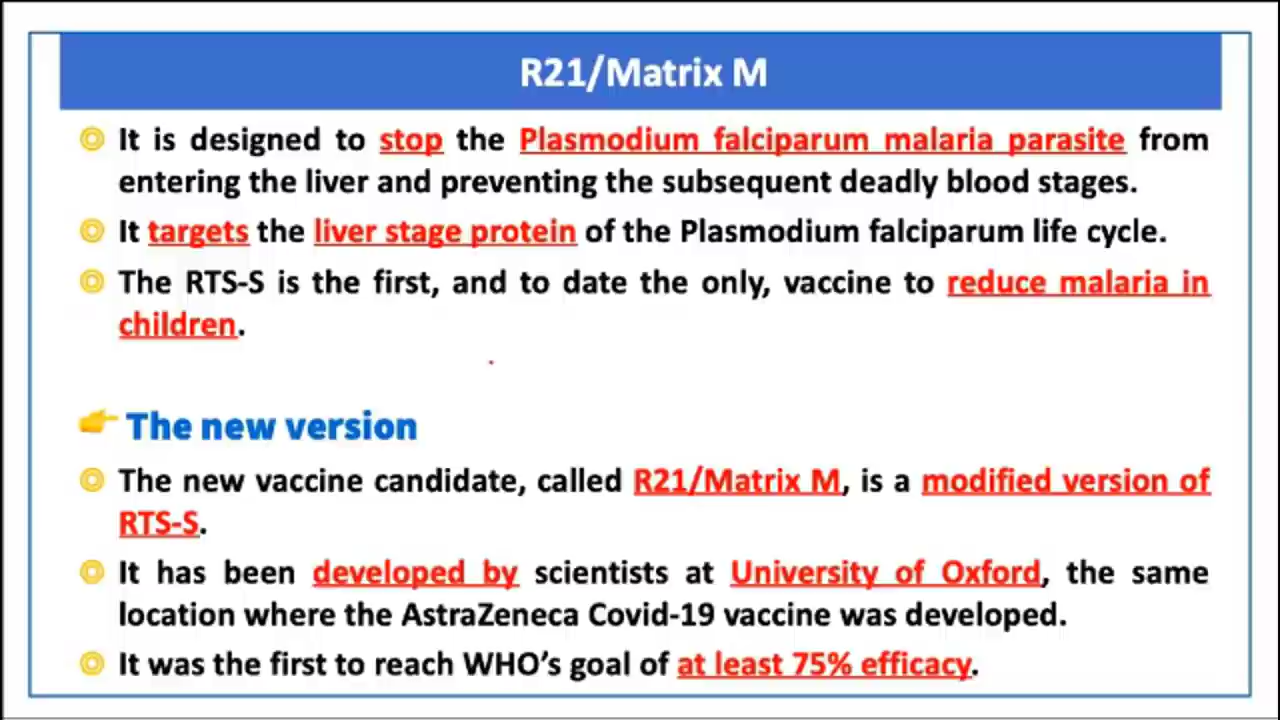 R21/Matrix M
It is designed to stop the Plasmodium falciparum malaria parasite from
entering the liver and preventing the subsequent deadly blood stages.
It targets the liver stage protein of the Plasmodium falciparum life cycle.
The RTS-S is the first, and to date the only, vaccine to reduce malaria in
children.
The new version
The new vaccine candidate, called R21/Matrix M, is a modified version of
RTS-S.
It has been developed by scientists at University of Oxford, the same
location where the AstraZeneca Covid-19 vaccine was developed.
It was the first to reach WHO’s goal of at least 75% efficacy.